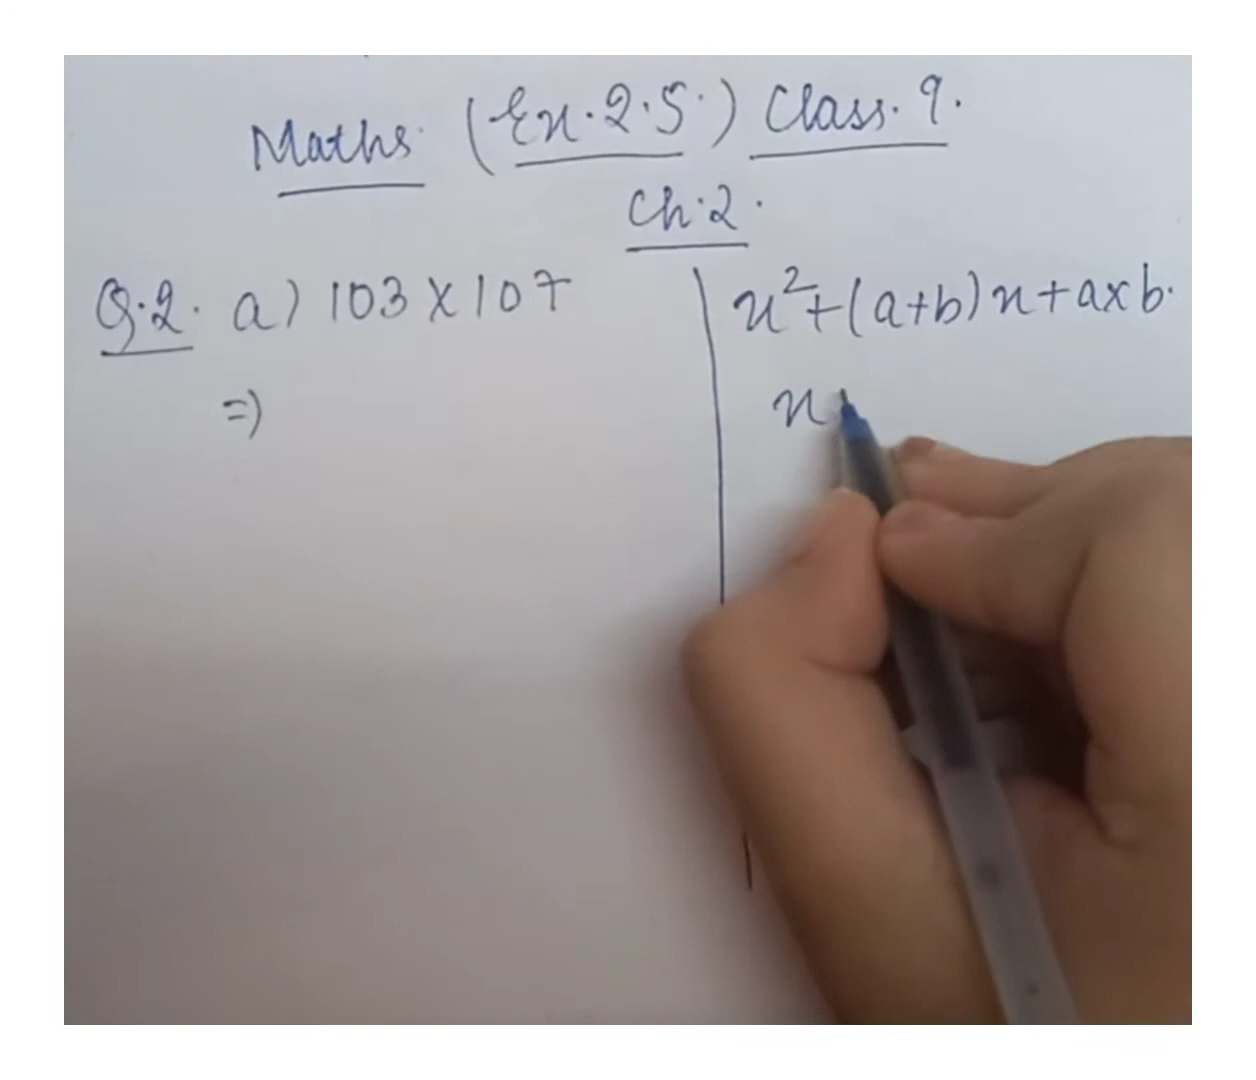 Maths. (Ex. 2.5.) Class. 9.
Ch. 2.
Q.2. a) 103 x 107
=>
x²+(a+b)x+axb.
x